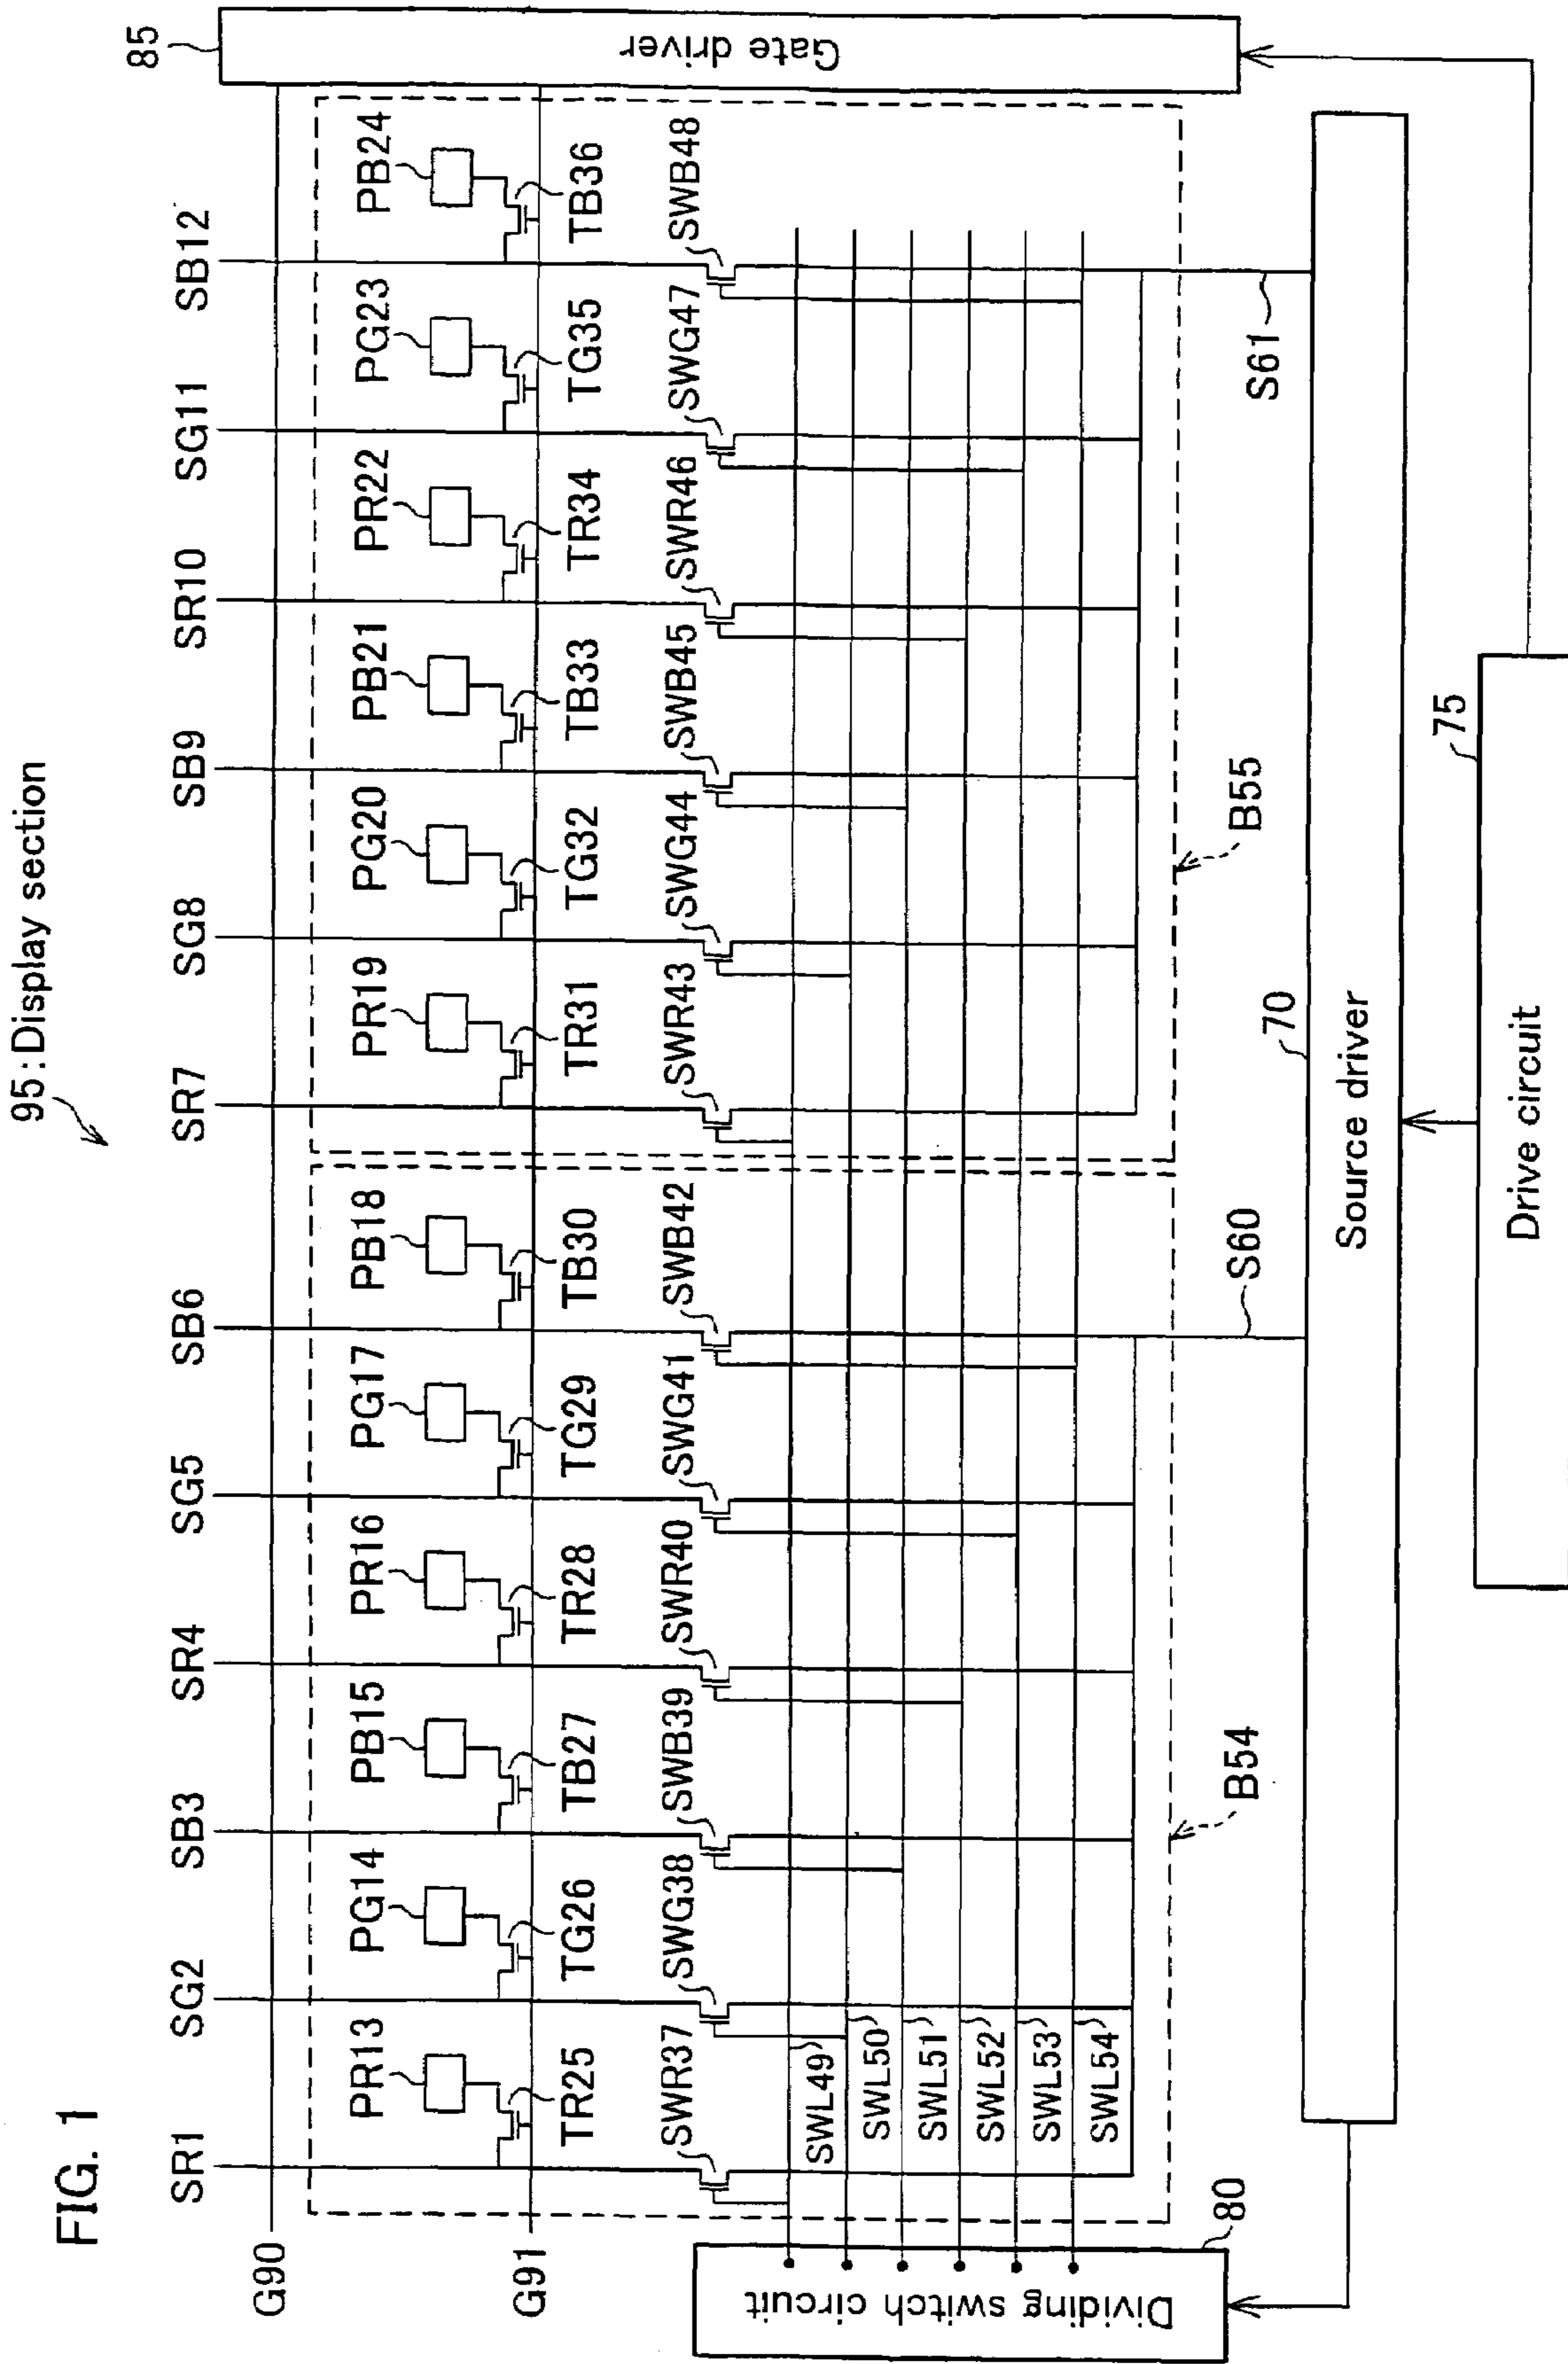 FIG. 1
95:Display section
SR1 SG2 SB3 SR4 SG5 SB6 SR7 SG8 SB9 SR10 SG11 SB12
85
Gate driver
G90
PR13 PG14 PB15 PR16 PG17 PB18 PR19 PG20 PB21 PR22 PG23 PB24
G91
TR25 TG26 TB27 TR28 TG29 TB30 TR31 TG32 TB33 TR34 TG35 TB36
SWR37 SWG38 SWB39 SWR40 SWG41 SWB42 SWR43 SWG44 SWB45 SWR46 SWG47 SWB48
Dividing switch circuit
SWL49
SWL50
SWL51
SWL52
SWL53
SWL54
80
B54
S60
B55
S61
70
Source driver
75
Drive circuit